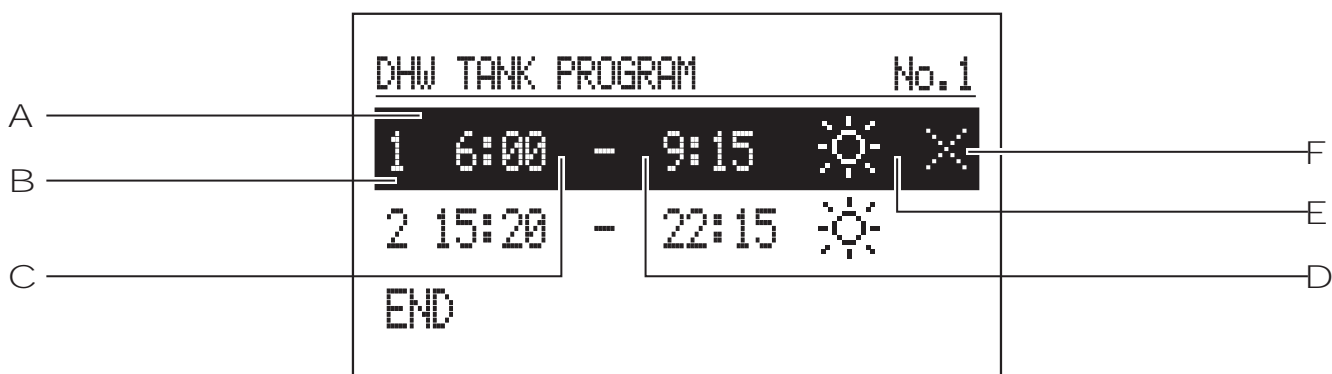 DHW TANK PROGRAM No.1
A
1 6:00 - 9:15 F
B
E
2 15:20 - 22:15
C D
END